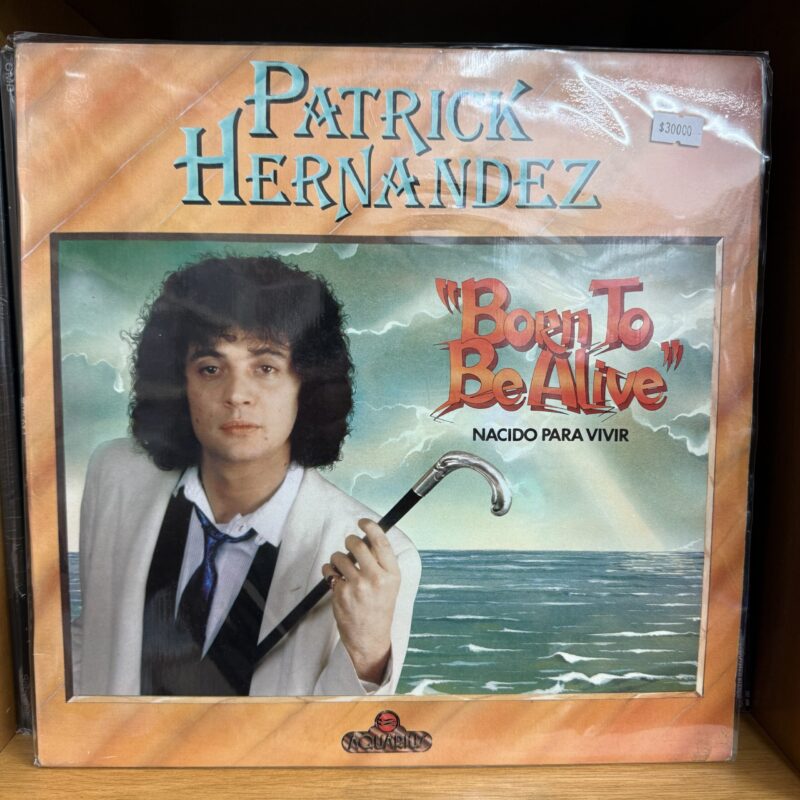 PATRICK
HERNANDEZ
$30000
"Born To
Be Alive"
NACIDO PARA VIVIR
AQUARIUS